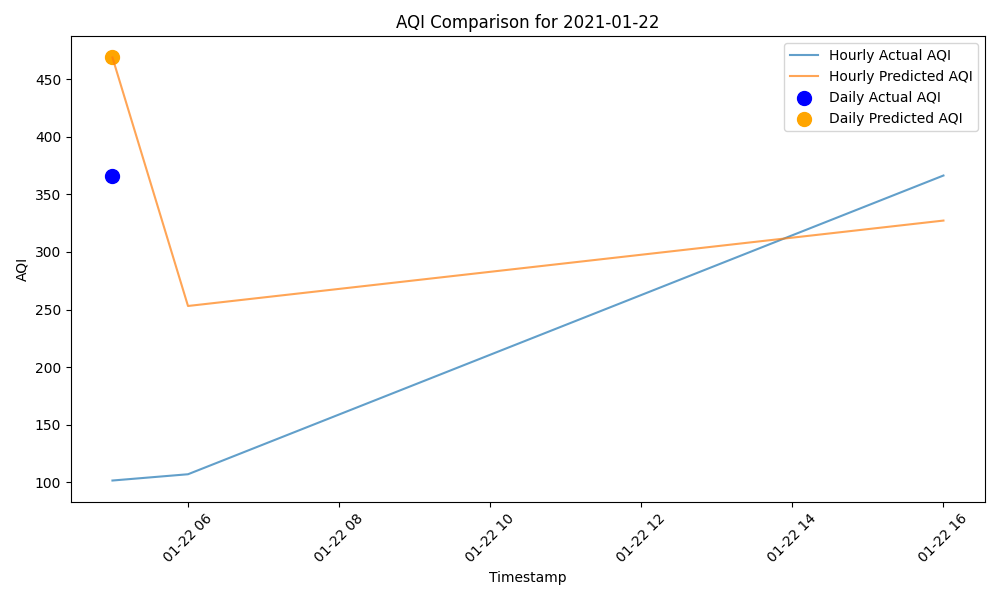 AQI Comparison for 2021-01-22
Hourly Actual AQI
Hourly Predicted AQI
Daily Actual AQI
Daily Predicted AQI
AQI
450
400
350
300
250
200
150
100
01-22 06
01-22 08
01-22 10
01-22 12
01-22 14
01-22 16
Timestamp